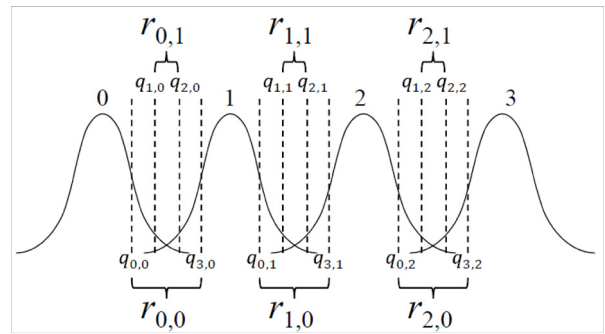 r0,1 r1,1 r2,1
q1,0 q2,0 q1,1 q2,1 q1,2 q2,2
0 1 2 3
q0,0 q3,0 q0,1 q3,1 q0,2 q3,2
r0,0 r1,0 r2,0